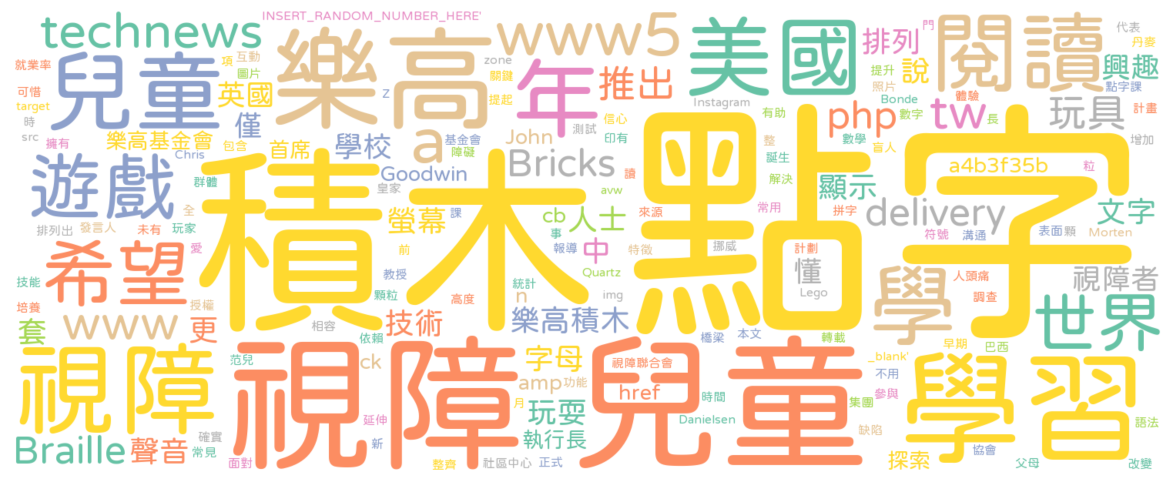 technews
INSERT_RANDOM_NUMBER_HERE'
樂高
www5
美國
排列
門
閱讀
代表
丹麥
就業率
兒童
項
互動
圖片
zone
關鍵
年
推出
提升
說
興趣
可惜
target
英國
z
提起
Instagram
照片
Bonde
體驗
點字課
時
src
擁有
樂高基金會
包含
僅
a
基金會
障礙
John
測試
信心
印有
有助
數字
php
tw
長
玩具
計畫
增加
Chris
首席
學校
Bricks
讀
整
數學
盲人
誕生
a4b3f35b
粒
遊戲
群體
Goodwin
皇家
avw
解決
顯示
積木
點字
全
排列出
發言人
未有
玩家
螢幕
課
cb
人士
事
來源
常用
拼字
delivery
文字
希望
愛
前
報導
中
特徵
挪威
計劃
符號
溝通
表面
顆
Morten
技能
培養
授權
教授
顆粒
高度
統計
Quartz
n
img
懂
Lego
學
人頭痛
調查
視障者
套
www
更
相容
依賴
技術
樂高積木
橋梁
本文
轉載
早期
巴西
世界
視障
范兒
視障兒童
ck
字母
視障聯合會
_blank'
不用
學習
amp
功能
href
參與
月
玩耍
時間
集團
延伸
Danielsen
語法
Braille
聲音
確實
常見
新
執行長
缺陷
協會
面對
整齊
社區中心
正式
探索
父母
改變